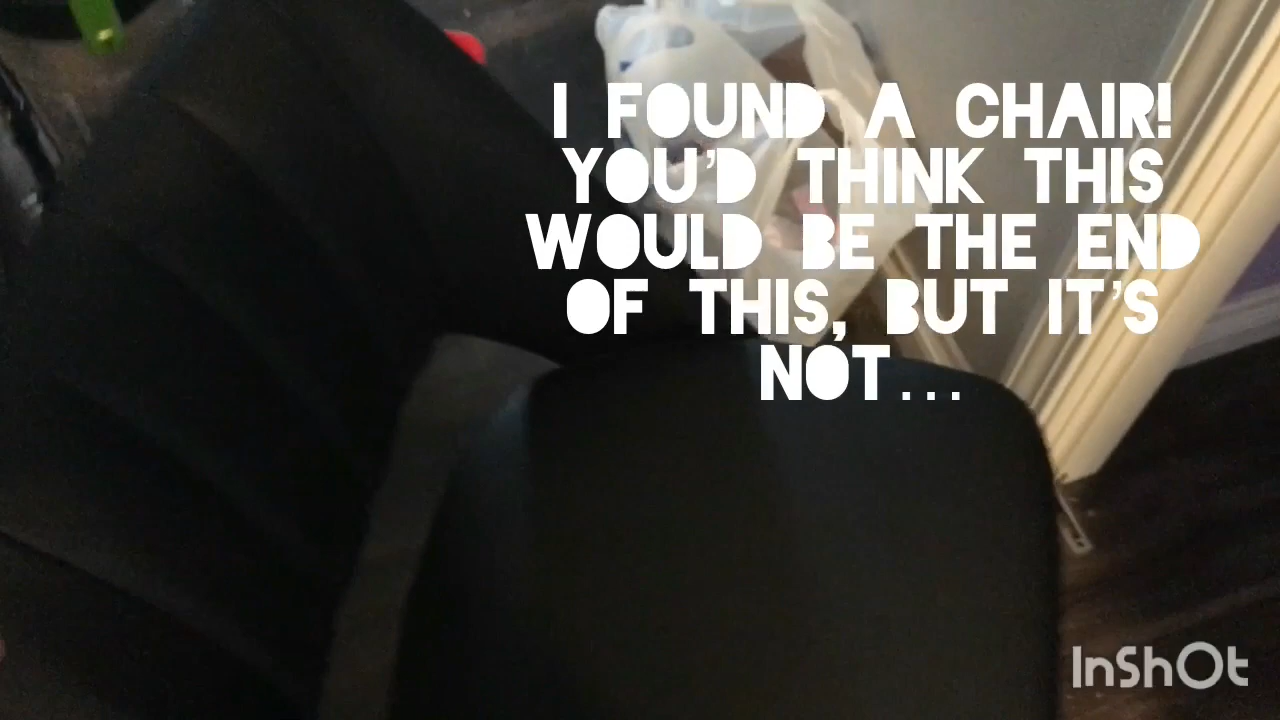 I FOUND A CHAIR!
YOU'D THINK THIS
WOULD BE THE END
OF THIS, BUT IT'S
NOT...
InShOt